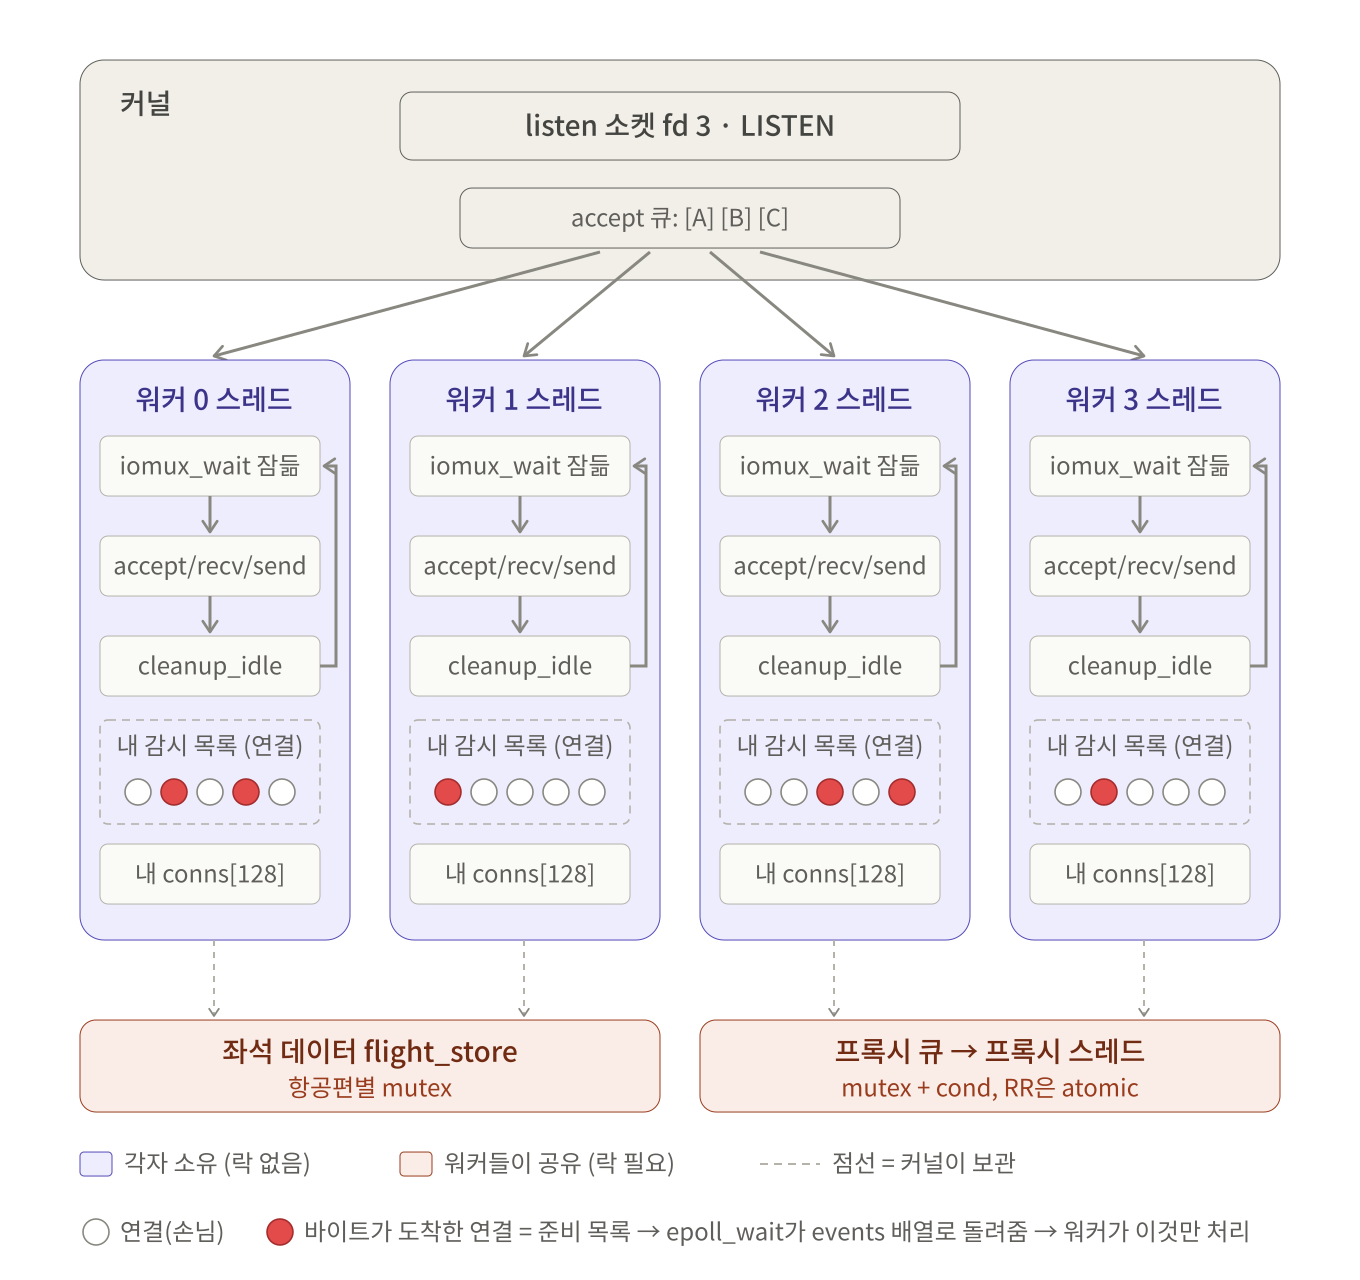 커널
listen 소켓 fd 3 · LISTEN
accept 큐: [A] [B] [C]
워커 0 스레드
iomux_wait 잠듦
accept/recv/send
cleanup_idle
내 감시 목록 (연결)
내 conns[128]
워커 1 스레드
iomux_wait 잠듦
accept/recv/send
cleanup_idle
내 감시 목록 (연결)
내 conns[128]
워커 2 스레드
iomux_wait 잠듦
accept/recv/send
cleanup_idle
내 감시 목록 (연결)
내 conns[128]
워커 3 스레드
iomux_wait 잠듦
accept/recv/send
cleanup_idle
내 감시 목록 (연결)
내 conns[128]
좌석 데이터 flight_store
항공편별 mutex
프록시 큐 → 프록시 스레드
mutex + cond, RR은 atomic
각자 소유 (락 없음)
워커들이 공유 (락 필요)
점선 = 커널이 보관
연결(손님)
바이트가 도착한 연결 = 준비 목록 → epoll_wait가 events 배열로 돌려줌 → 워커가 이것만 처리